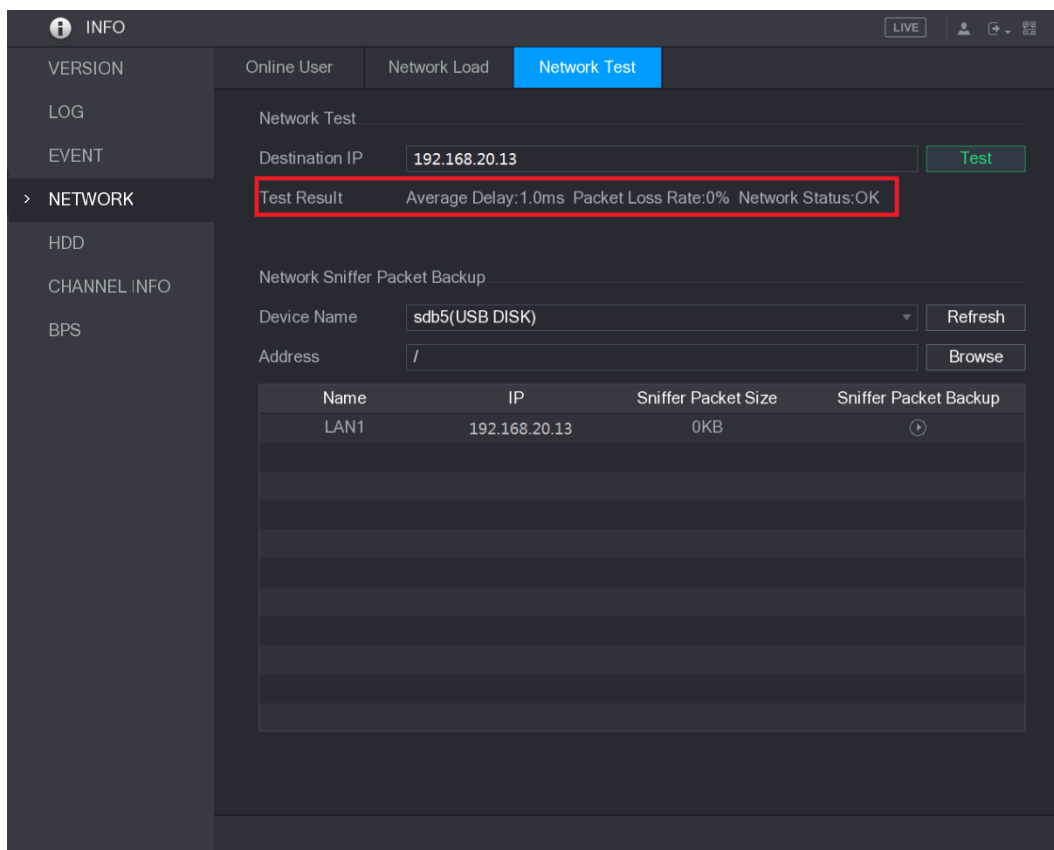 INFO
LIVE
VERSION
LOG
EVENT
> NETWORK
HDD
CHANNEL INFO
BPS
Online User Network Load Network Test
Network Test
Destination IP 192.168.20.13 Test
Test Result Average Delay:1.0ms Packet Loss Rate:0% Network Status:OK
Network Sniffer Packet Backup
Device Name sdb5(USB DISK) Refresh
Address / Browse
Name IP Sniffer Packet Size Sniffer Packet Backup
LAN1 192.168.20.13 0KB